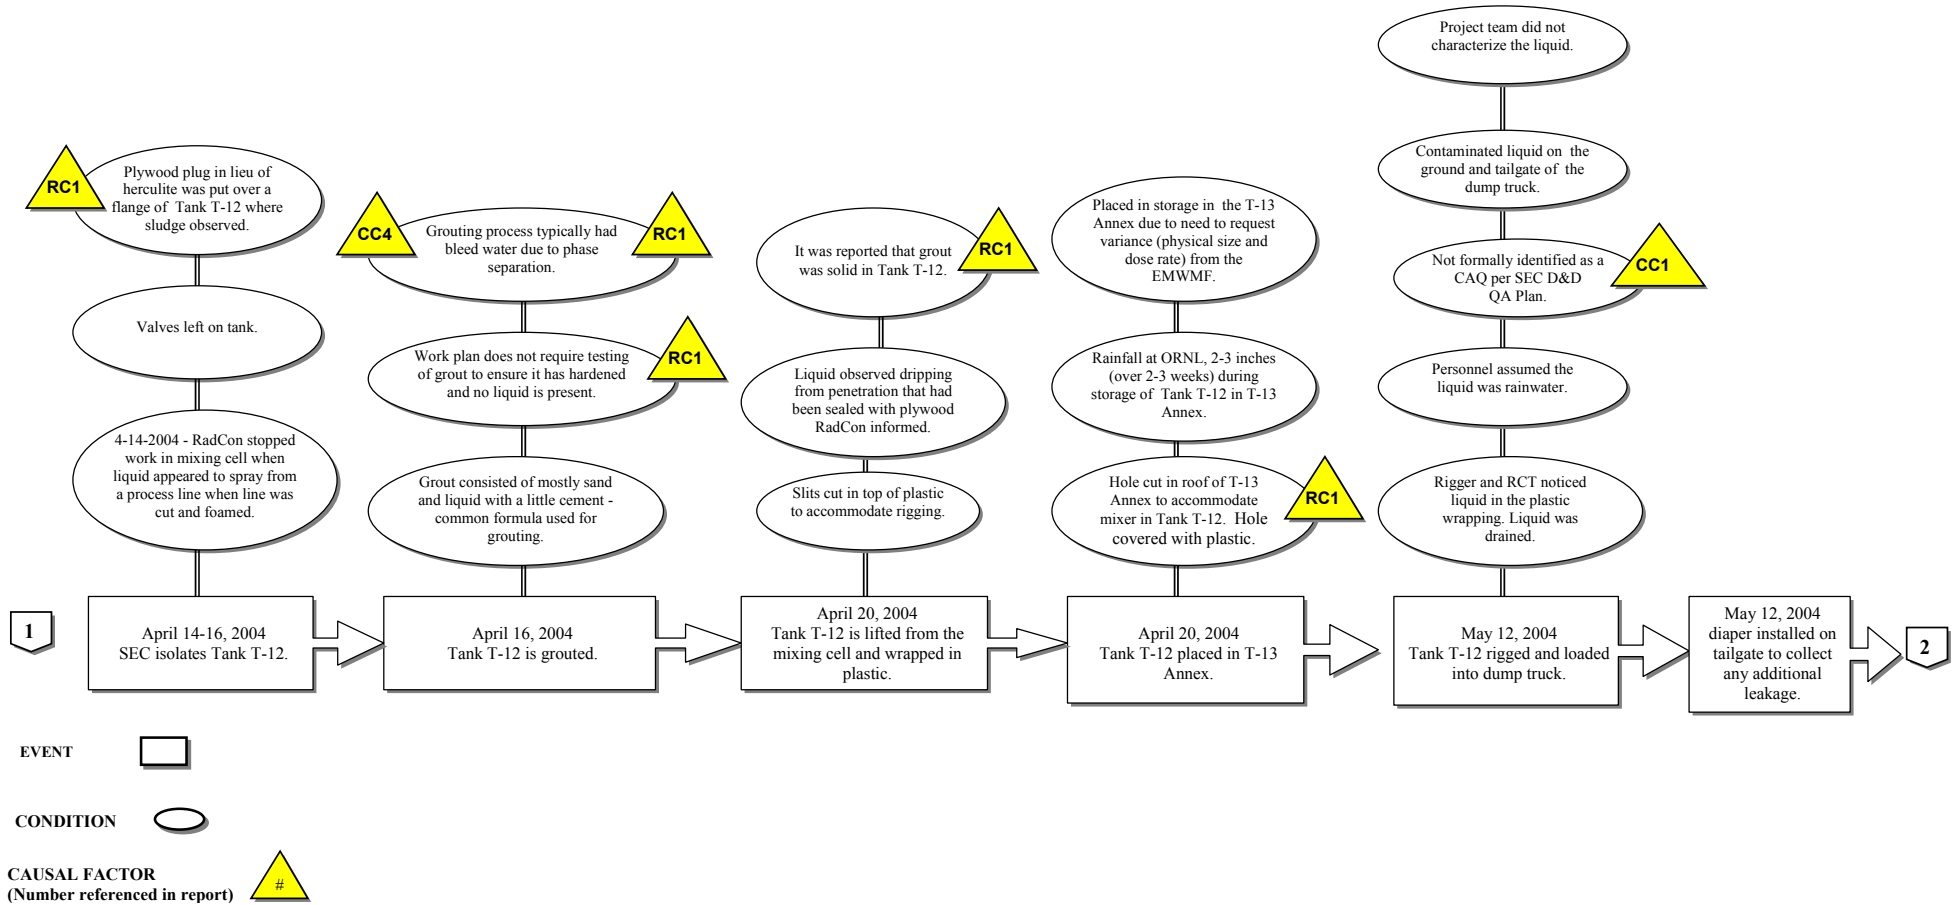 Project team did not
characterize the liquid.
Contaminated liquid on the
ground and tailgate of the
dump truck.
Not formally identified as a
CAQ per SEC D&D
QA Plan.
CC1
Personnel assumed the
liquid was rainwater.
Rigger and RCT noticed
liquid in the plastic
wrapping. Liquid was
drained.
RC1
Plywood plug in lieu of
herculite was put over a
flange of Tank T-12 where
sludge observed.
Valves left on tank.
4-14-2004 - RadCon stopped
work in mixing cell when
liquid appeared to spray from
a process line when line was
cut and foamed.
CC4
Grouting process typically had
bleed water due to phase
separation.
RC1
Work plan does not require testing
of grout to ensure it has hardened
and no liquid is present.
RC1
Grout consisted of mostly sand
and liquid with a little cement -
common formula used for
grouting.
It was reported that grout
was solid in Tank T-12.
RC1
Liquid observed dripping
from penetration that had
been sealed with plywood
RadCon informed.
Slits cut in top of plastic
to accommodate rigging.
Placed in storage in the T-13
Annex due to need to request
variance (physical size and
dose rate) from the
EMWMF.
Rainfall at ORNL, 2-3 inches
(over 2-3 weeks) during
storage of Tank T-12 in T-13
Annex.
Hole cut in roof of T-13
Annex to accommodate
mixer in Tank T-12. Hole
covered with plastic.
RC1
1
April 14-16, 2004
SEC isolates Tank T-12.
April 16, 2004
Tank T-12 is grouted.
April 20, 2004
Tank T-12 is lifted from the
mixing cell and wrapped in
plastic.
April 20, 2004
Tank T-12 placed in T-13
Annex.
May 12, 2004
Tank T-12 rigged and loaded
into dump truck.
May 12, 2004
diaper installed on
tailgate to collect
any additional
leakage.
2
EVENT
CONDITION
CAUSAL FACTOR
(Number referenced in report)
#